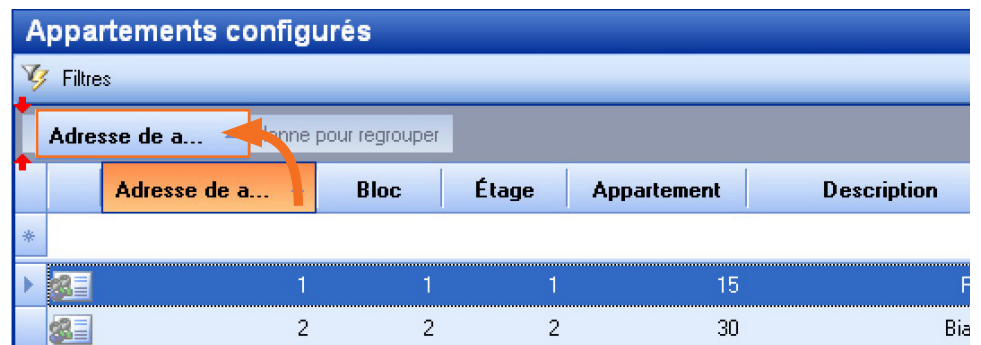 Appartements configurés
Filtres
Adresse de a... pour regrouper
Adresse de a... Bloc Étage Appartement Description
1 1 1 15
2 2 2 30 Bia